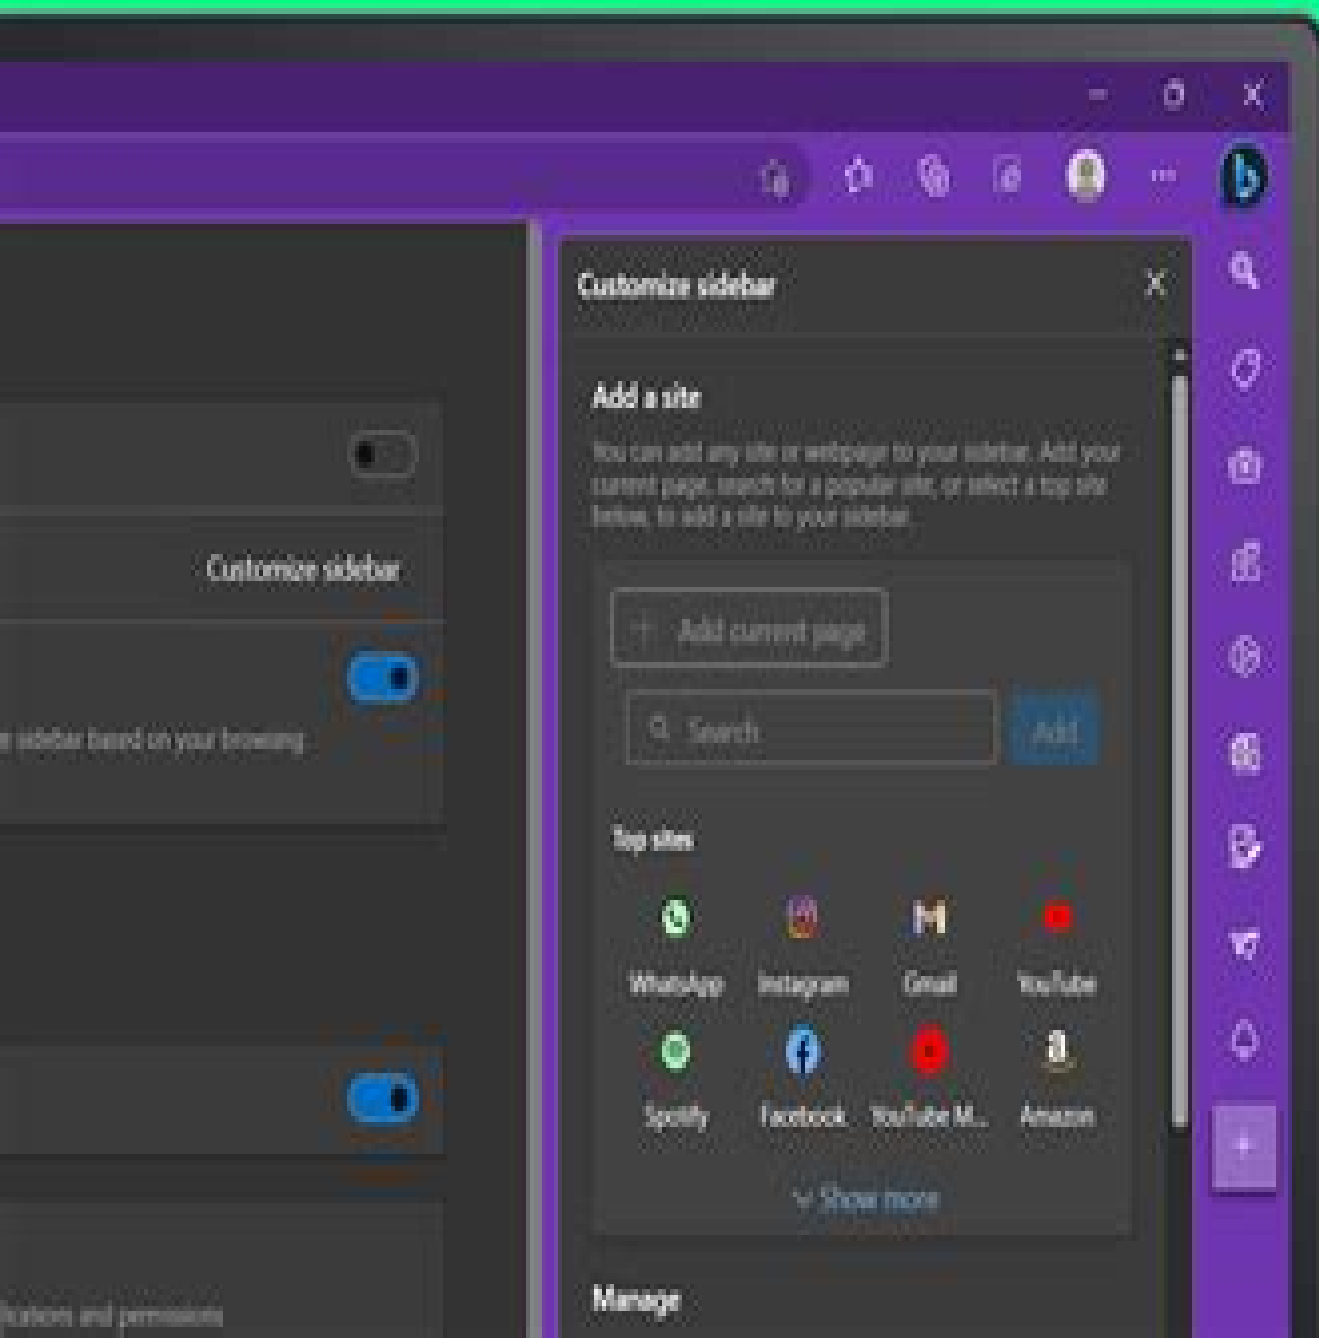 Customize sidebar
Add a site
You can add any site or webpage to your sidebar. Add your
current page, search for a popular site, or select a top site
below, to add a site to your sidebar.
Customize sidebar
+ Add current page
Search
Add
sidebar based on your browsing
Top sites
WhatsApp
Instagram
Gmail
YouTube
Spotify
Facebook
YouTube M...
Amazon
Show more
Manage
and permissions